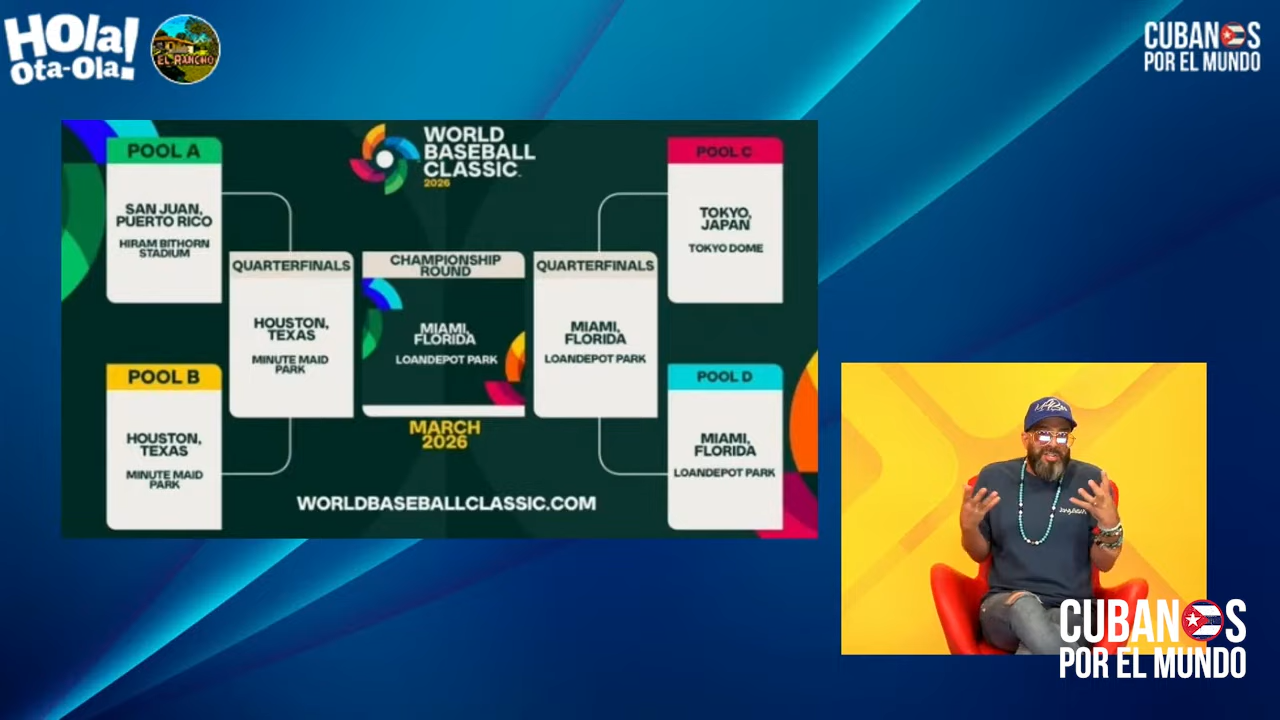 HOla!
Ota-Ola!
EL RANCHO
CUBANOS
POR EL MUNDO
WORLD
BASEBALL
CLASSIC
2026
POOL A
SAN JUAN,
PUERTO RICO
HIRAM BITHORN
STADIUM
POOL B
HOUSTON,
TEXAS
MINUTE MAID
PARK
QUARTERFINALS
HOUSTON,
TEXAS
MINUTE MAID
PARK
CHAMPIONSHIP
ROUND
MIAMI,
FLORIDA
LOANDEPOT PARK
MARCH
2026
QUARTERFINALS
MIAMI,
FLORIDA
LOANDEPOT PARK
POOL C
TOKYO,
JAPAN
TOKYO DOME
POOL D
MIAMI,
FLORIDA
LOANDEPOT PARK
WORLDBASEBALLCLASSIC.COM
CUBANOS
POR EL MUNDO